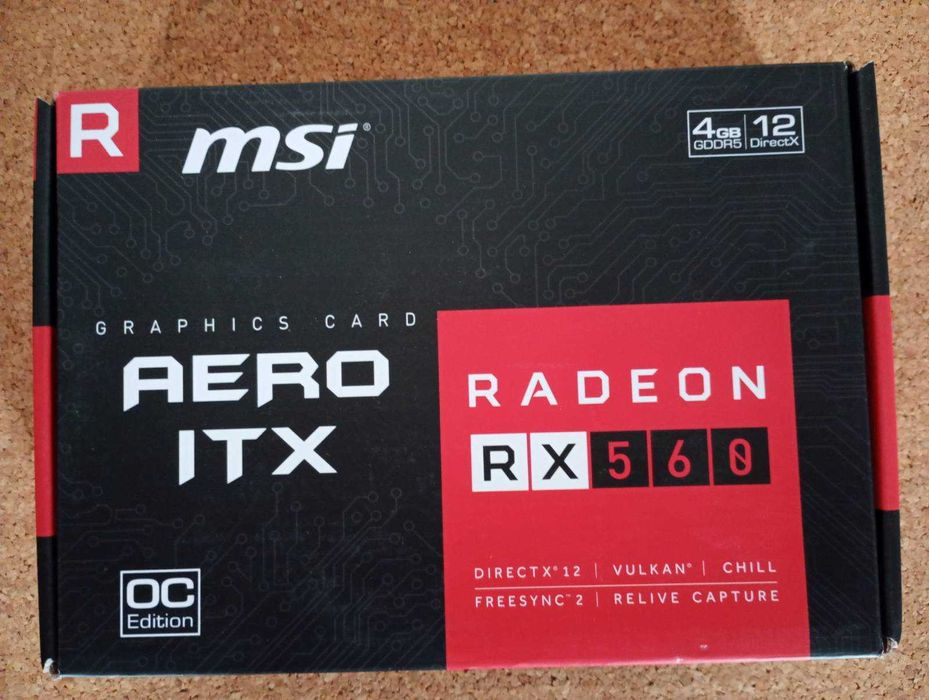 R msi®
4GB GDDR5 12 DirectX
GRAPHICS CARD
AERO
ITX
RADEON
RX 560
DIRECTX® 12 | VULKAN® | CHILL
FREESYNC™ 2 | RELIVE CAPTURE
OC
Edition